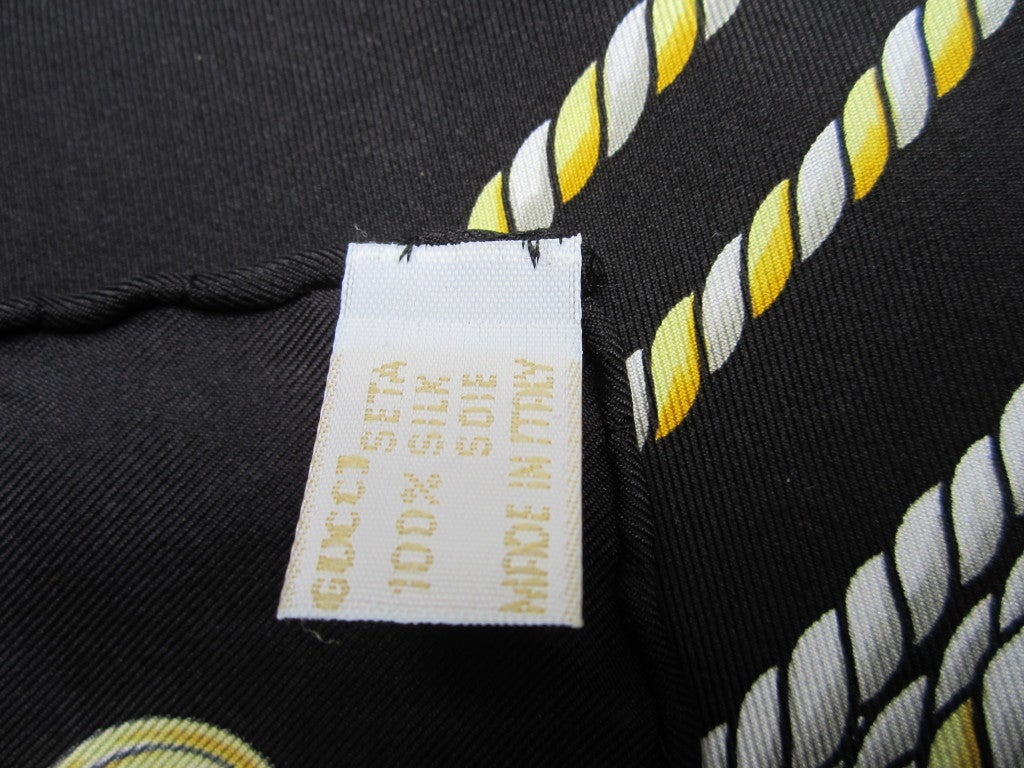 GUCCI
SETA
100% SILK
SOIE
MADE IN ITALY